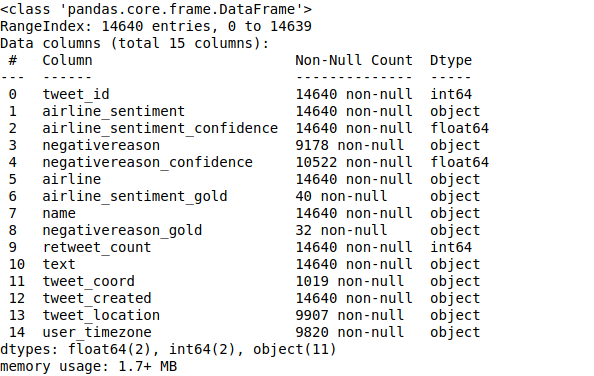 <class 'pandas.core.frame.DataFrame'>
RangeIndex: 14640 entries, 0 to 14639
Data columns (total 15 columns):
 #   Column                        Non-Null Count  Dtype
---  ------                        --------------  -----
 0   tweet_id                      14640 non-null  int64
 1   airline_sentiment             14640 non-null  object
 2   airline_sentiment_confidence  14640 non-null  float64
 3   negativereason                9178 non-null   object
 4   negativereason_confidence     10522 non-null  float64
 5   airline                       14640 non-null  object
 6   airline_sentiment_gold        40 non-null     object
 7   name                          14640 non-null  object
 8   negativereason_gold           32 non-null     object
 9   retweet_count                 14640 non-null  int64
 10  text                          14640 non-null  object
 11  tweet_coord                   1019 non-null   object
 12  tweet_created                 14640 non-null  object
 13  tweet_location                9907 non-null   object
 14  user_timezone                 9820 non-null   object
dtypes: float64(2), int64(2), object(11)
memory usage: 1.7+ MB